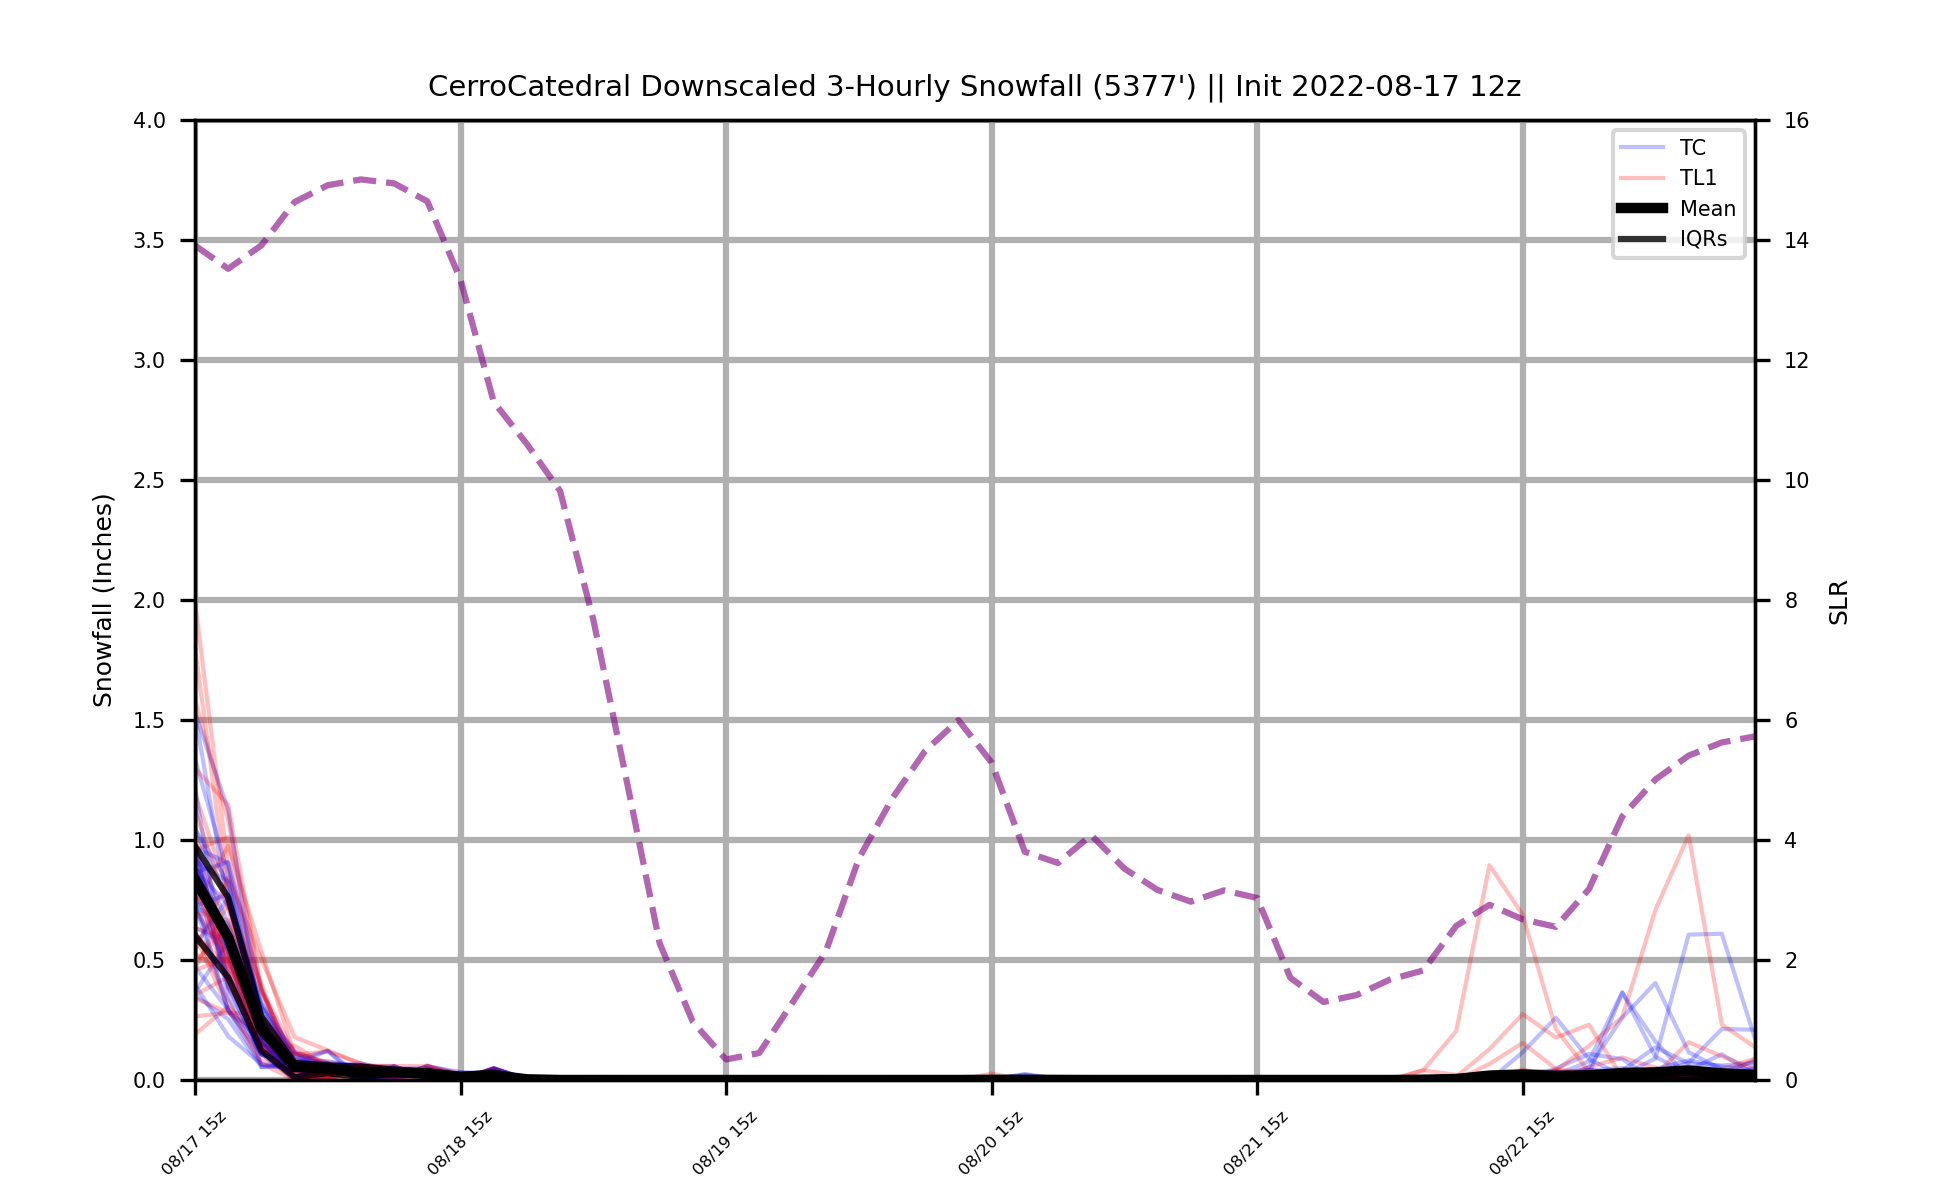 CerroCatedral Downscaled 3-Hourly Snowfall (5377') || Init 2022-08-17 12z
4.0
3.5
3.0
2.5
2.0
1.5
1.0
0.5
0.0
Snowfall (Inches)
16
14
12
10
8
6
4
2
0
SLR
TC
TL1
Mean
IQRs
08/17 15z
08/18 15z
08/19 15z
08/20 15z
08/21 15z
08/22 15z